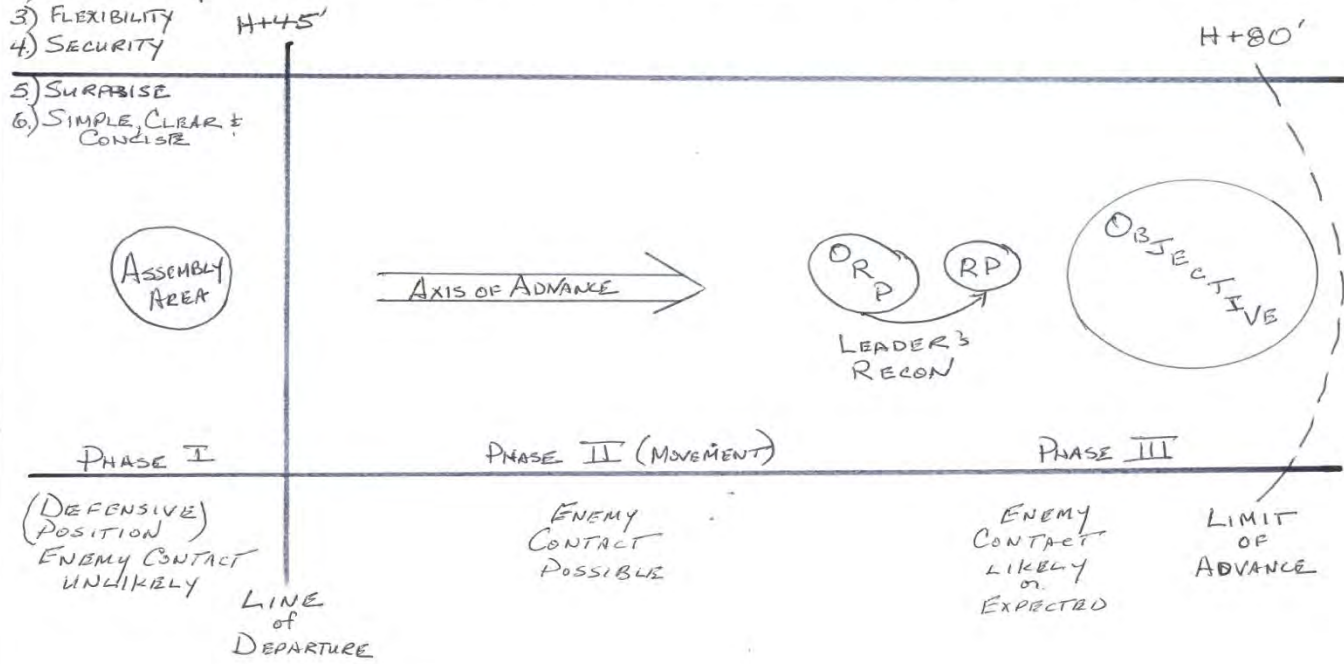 3) FLEXIBILITY
4.) SECURITY
H+45'
H+80'
5) SURPRISE
6.) SIMPLE, CLEAR &
CONCISE
ASSEMBLY
AREA
AXIS OF ADVANCE
ORP
RP
LEADER'S
RECON
OBJECTIVE
PHASE I
PHASE II (MOVEMENT)
PHASE III
(DEFENSIVE)
(POSITION)
ENEMY CONTACT
UNLIKELY
LINE
of
DEPARTURE
ENEMY
CONTACT
POSSIBLE
ENEMY
CONTACT
LIKELY
or
EXPECTED
LIMIT
OF
ADVANCE